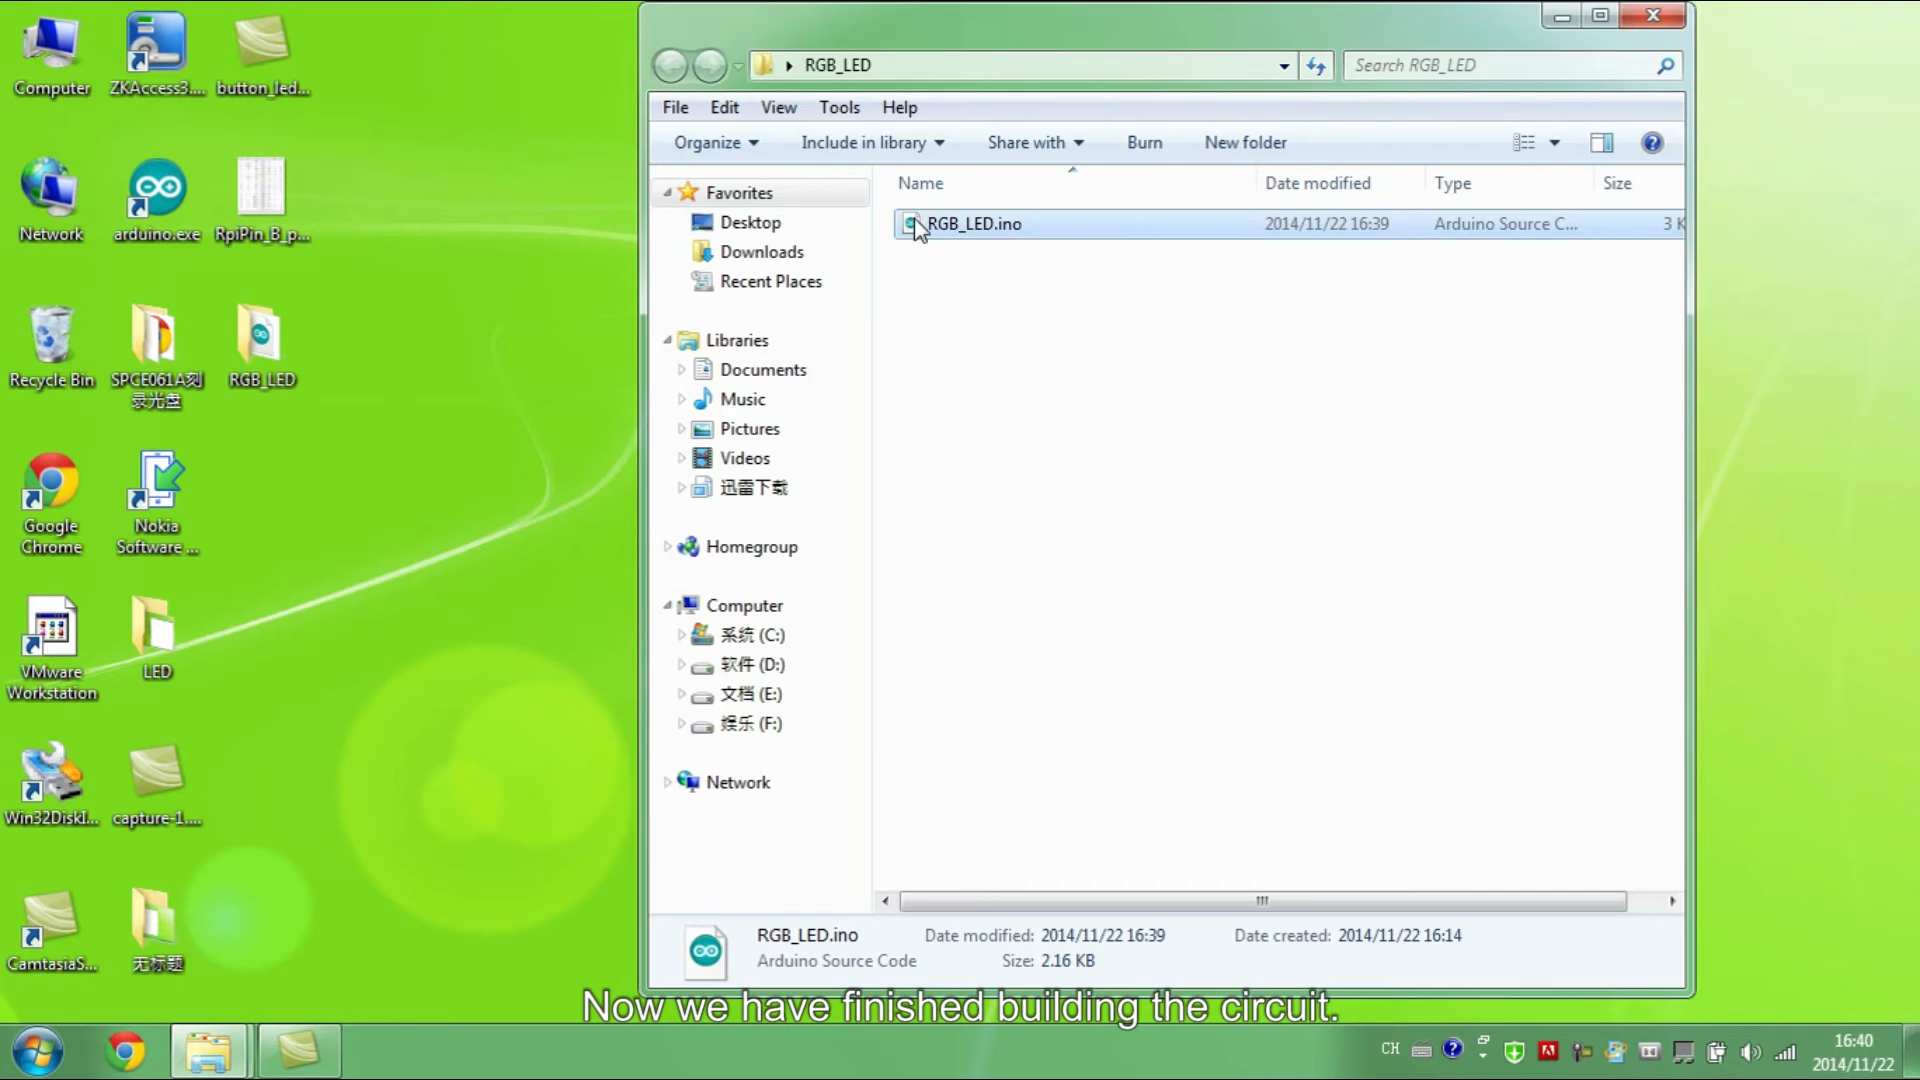 Computer
ZKAccess3....
button_led...
Network
arduino.exe
RpiPin_B_p...
Recycle Bin
SPCE061A刻
录光盘
RGB_LED
Google
Chrome
Nokia
Software ...
VMware
Workstation
LED
Win32DiskI...
capture-1....
CamtasiaS...
无标题
RGB_LED
Search RGB_LED
File Edit View Tools Help
Organize Include in library Share with Burn New folder
Name Date modified Type Size
RGB_LED.ino 2014/11/22 16:39 Arduino Source C... 3 K
Favorites
Desktop
Downloads
Recent Places
Libraries
Documents
Music
Pictures
Videos
迅雷下载
Homegroup
Computer
系统 (C:)
软件 (D:)
文档 (E:)
娱乐 (F:)
Network
RGB_LED.ino Date modified: 2014/11/22 16:39 Date created: 2014/11/22 16:14
Arduino Source Code Size: 2.16 KB
Now we have finished building the circuit.
CH
16:40
2014/11/22